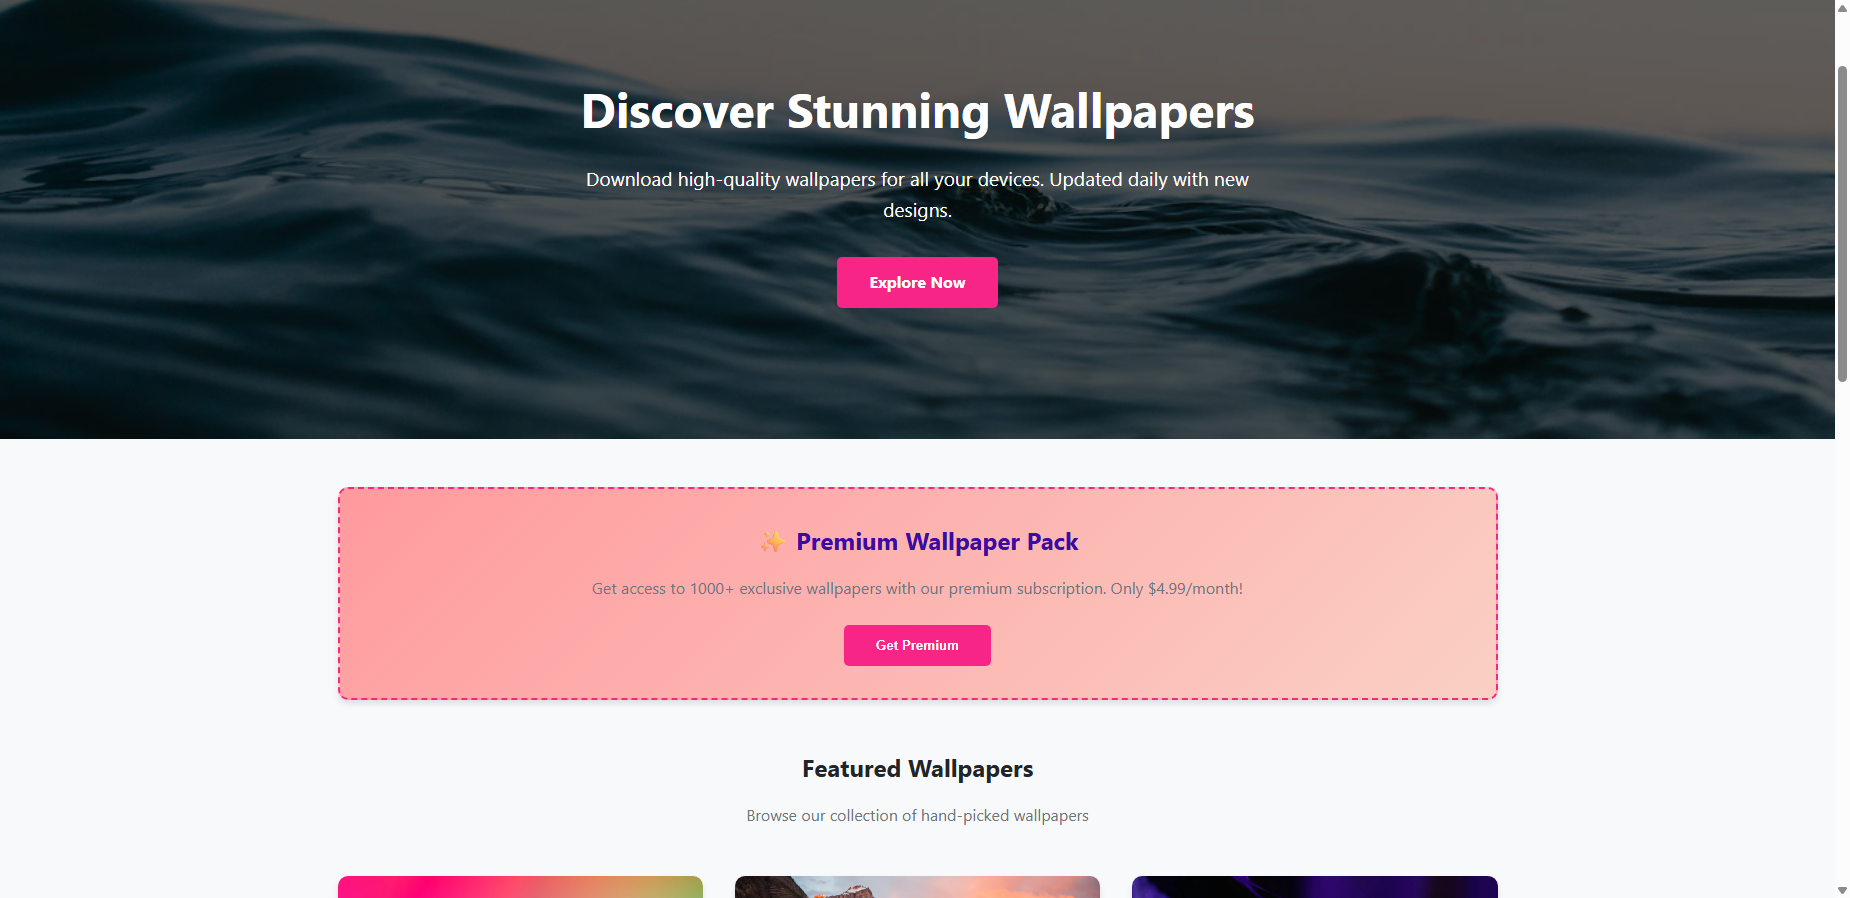 Discover Stunning Wallpapers
Download high-quality wallpapers for all your devices. Updated daily with new
designs.
Explore Now
✨ Premium Wallpaper Pack
Get access to 1000+ exclusive wallpapers with our premium subscription. Only $4.99/month!
Get Premium
Featured Wallpapers
Browse our collection of hand-picked wallpapers